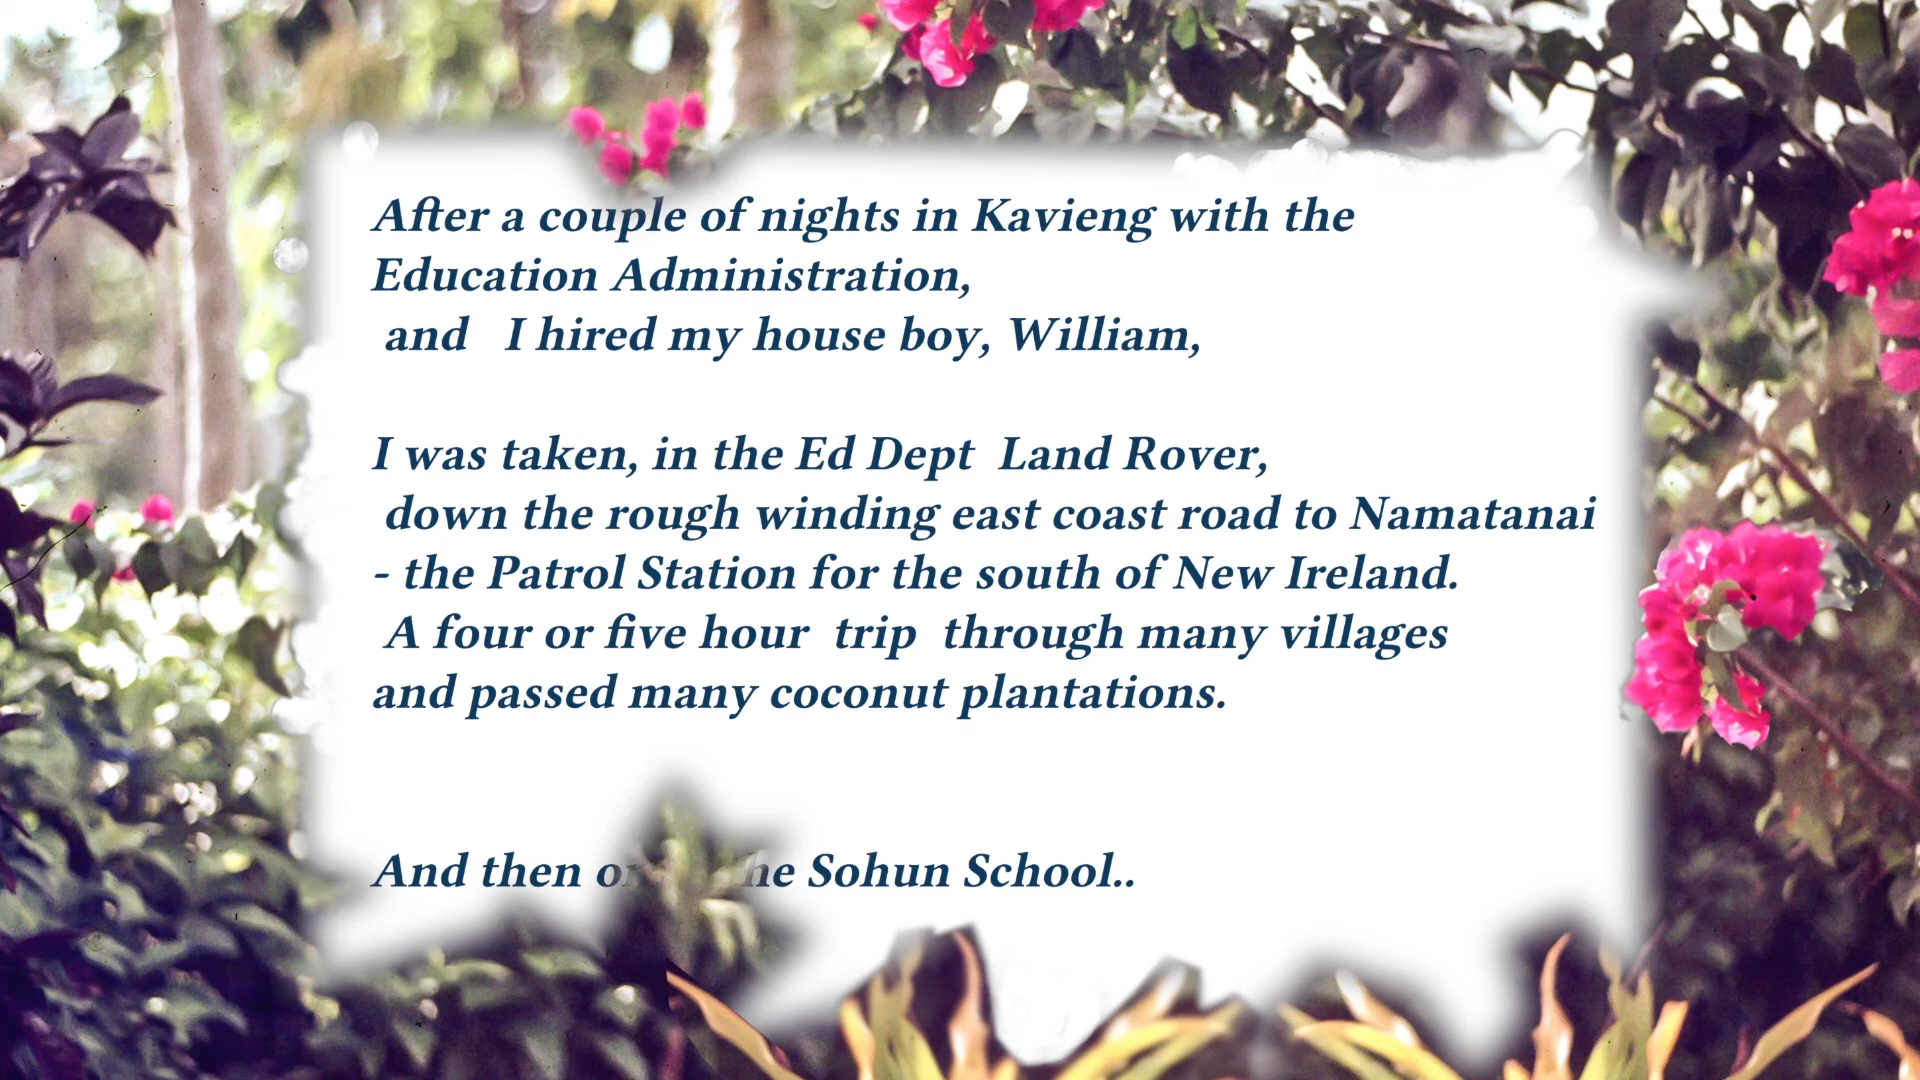 After a couple of nights in Kavieng with the
Education Administration,
and I hired my house boy, William,
I was taken, in the Ed Dept Land Rover,
down the rough winding east coast road to Namatanai
- the Patrol Station for the south of New Ireland.
A four or five hour trip through many villages
and passed many coconut plantations.
And then Sohun School..